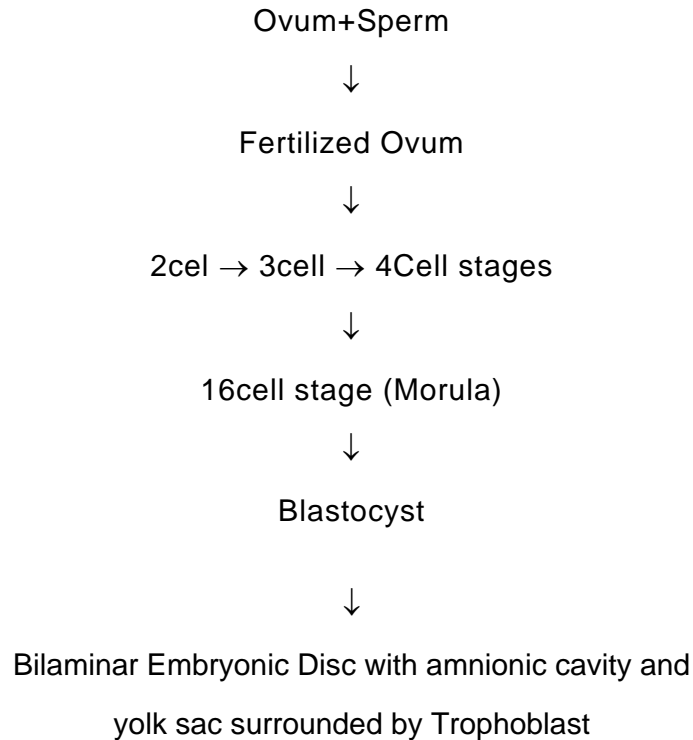 Ovum+Sperm
↓
Fertilized Ovum
↓
2cel → 3cell → 4Cell stages
↓
16cell stage (Morula)
↓
Blastocyst
↓
Bilaminar Embryonic Disc with amnionic cavity and
yolk sac surrounded by Trophoblast